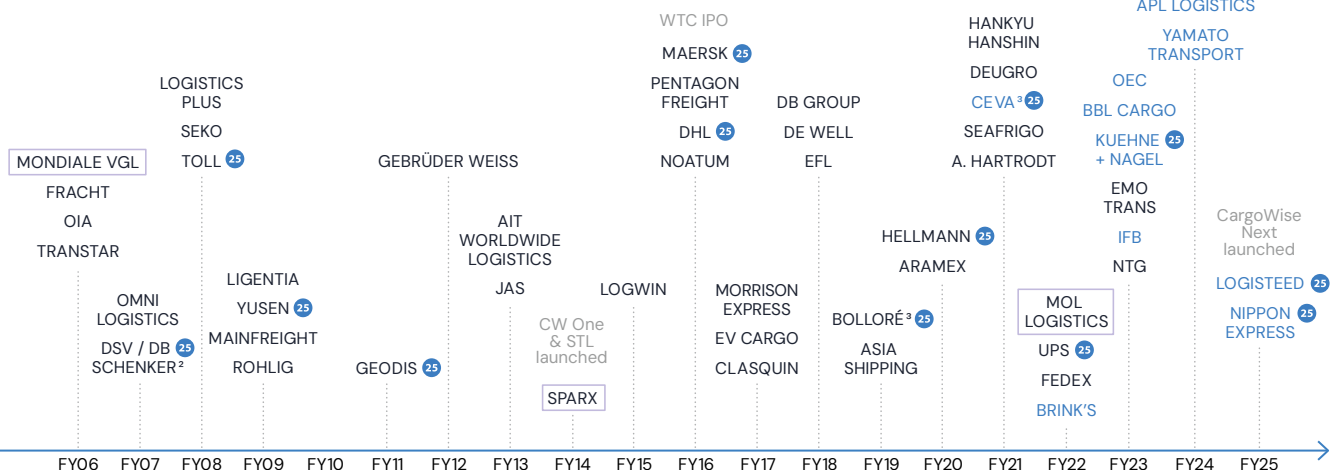 MONDIALE VGL
FRACHT
OIA
TRANSTAR
OMNI
LOGISTICS
DSV / DB 25
SCHENKER²
LOGISTICS
PLUS
SEKO
TOLL 25
LIGENTIA
YUSEN 25
MAINFREIGHT
ROHLIG
GEODIS 25
GEBRÜDER WEISS
AIT
WORLDWIDE
LOGISTICS
JAS
CW One
& STL
launched
SPARX
LOGWIN
WTC IPO
MAERSK 25
PENTAGON
FREIGHT
DHL 25
NOATUM
MORRISON
EXPRESS
EV CARGO
CLASQUIN
DB GROUP
DE WELL
EFL
BOLLORÉ³ 25
ASIA
SHIPPING
HELLMANN 25
ARAMEX
HANKYU
HANSHIN
DEUGRO
CEVA³ 25
SEAFRIGO
A. HARTRODT
MOL
LOGISTICS
UPS 25
FEDEX
BRINK'S
OEC
BBL CARGO
KUEHNE 25
+ NAGEL
EMO
TRANS
IFB
NTG
APL LOGISTICS
YAMATO
TRANSPORT
CargoWise
Next
launched
LOGISTEED 25
NIPPON 25
EXPRESS
FY06 FY07 FY08 FY09 FY10 FY11 FY12 FY13 FY14 FY15 FY16 FY17 FY18 FY19 FY20 FY21 FY22 FY23 FY24 FY25